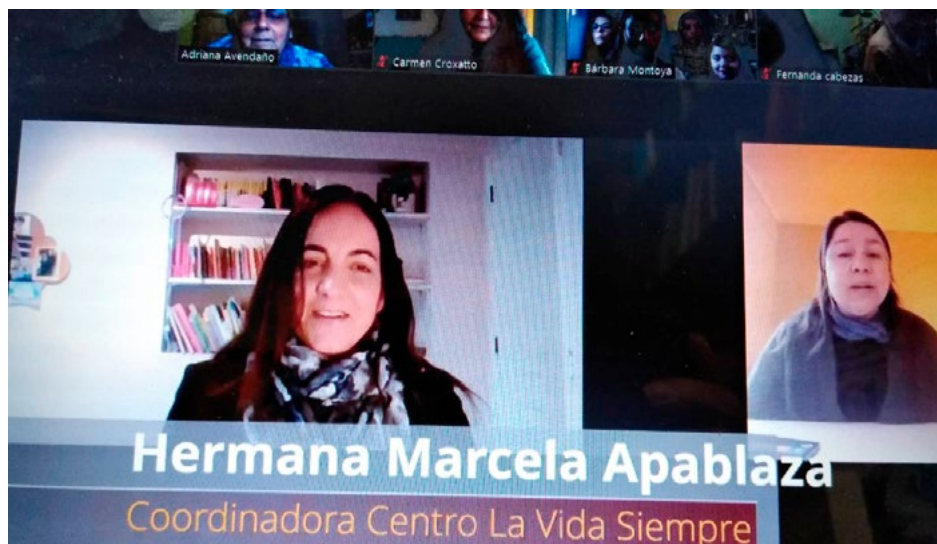 Adriana Avendaño
Carmen Croxatto
Bárbara Montoya
Fernanda cabezas
Hermana Marcela Apablaza
Coordinadora Centro La Vida Siempre